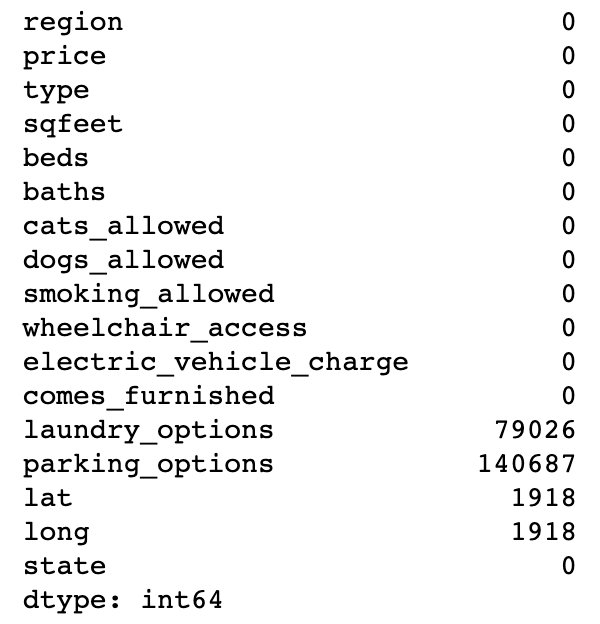 region 0
price 0
type 0
sqfeet 0
beds 0
baths 0
cats_allowed 0
dogs_allowed 0
smoking_allowed 0
wheelchair_access 0
electric_vehicle_charge 0
comes_furnished 0
laundry_options 79026
parking_options 140687
lat 1918
long 1918
state 0
dtype: int64